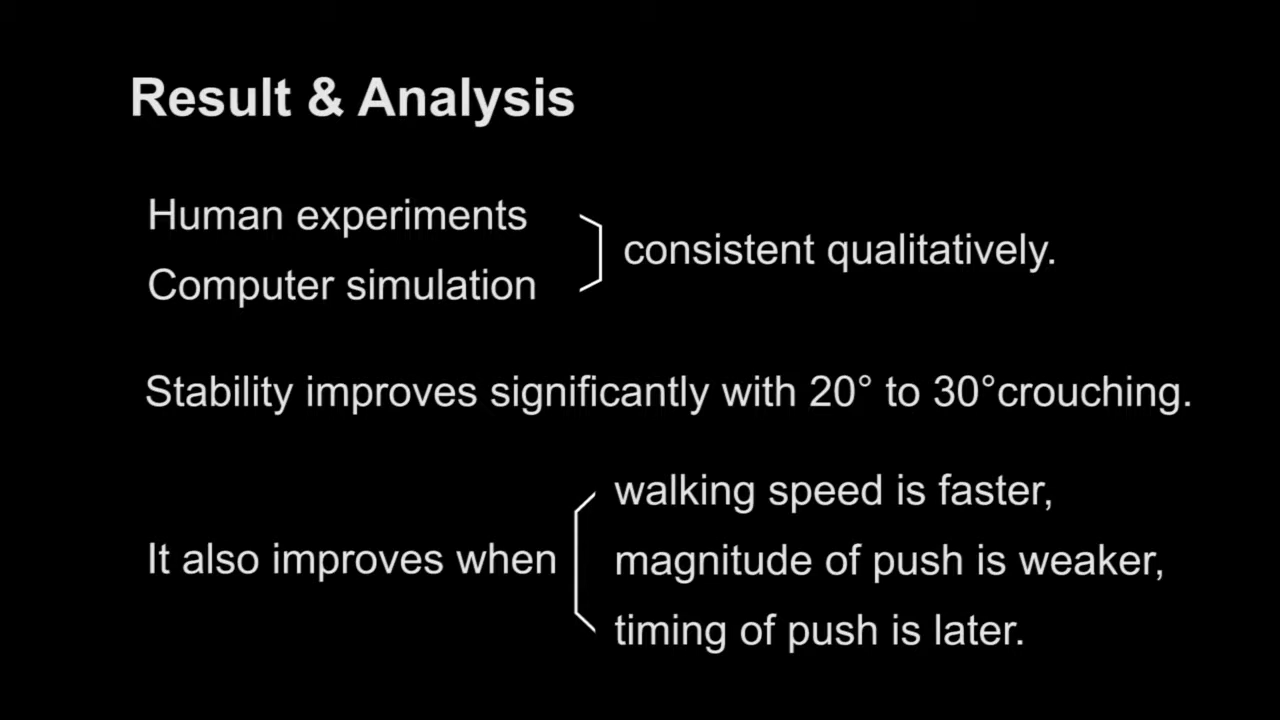 Result & Analysis
Human experiments
Computer simulation
consistent qualitatively.
Stability improves significantly with 20° to 30°crouching.
It also improves when
walking speed is faster,
magnitude of push is weaker,
timing of push is later.